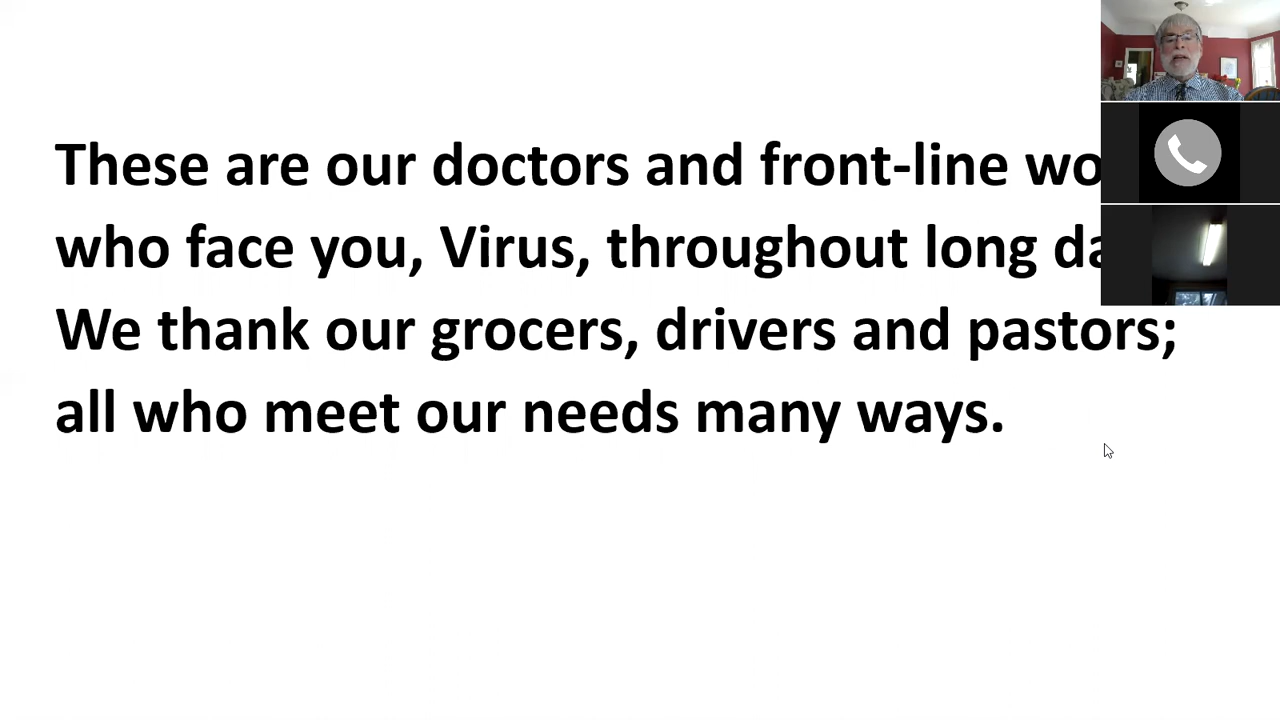 These are our doctors and front-line
who face you, Virus, throughout long
We thank our grocers, drivers and pastors;
all who meet our needs many ways.